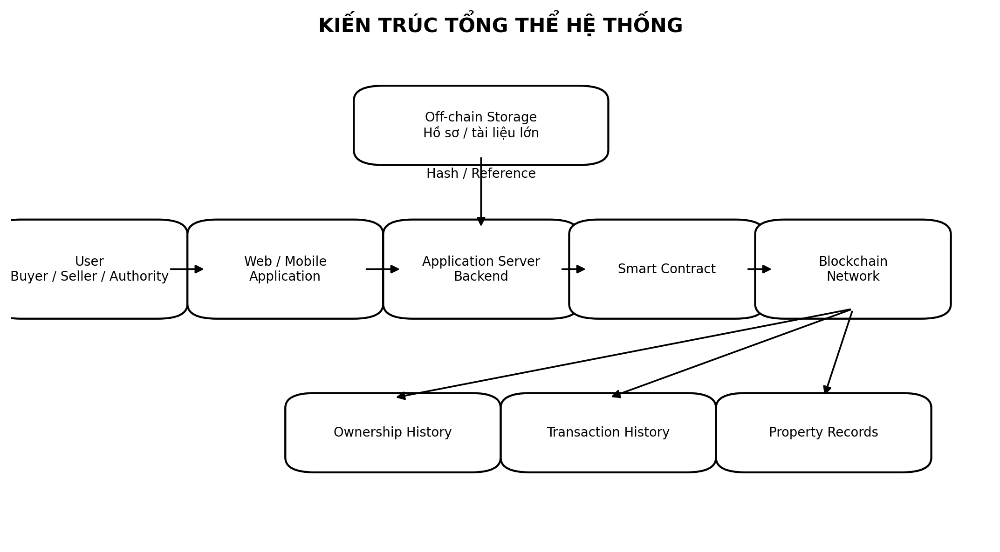 KIẾN TRÚC TỔNG THỂ HỆ THỐNG
Off-chain Storage
Hồ sơ / tài liệu lớn
Hash / Reference
User
Buyer / Seller / Authority
Web / Mobile
Application
Application Server
Backend
Smart Contract
Blockchain
Network
Ownership History
Transaction History
Property Records